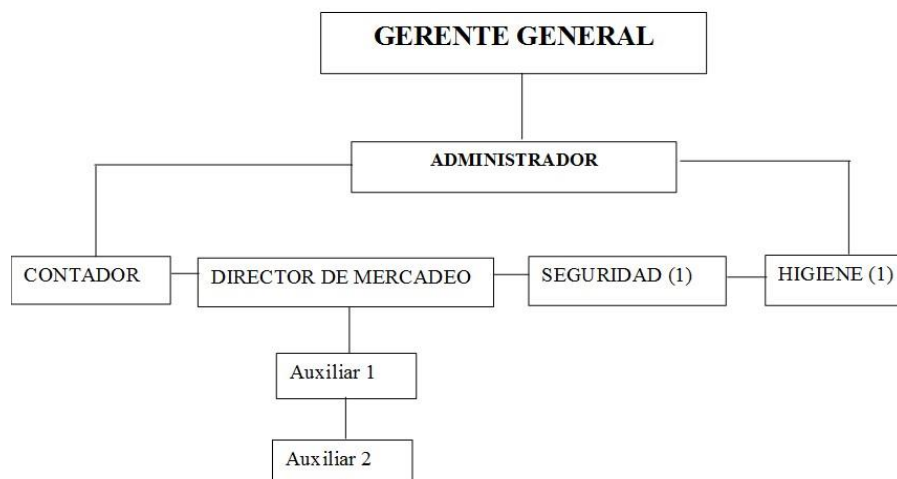 GERENTE GENERAL
ADMINISTRADOR
CONTADOR
DIRECTOR DE MERCADEO
SEGURIDAD (1)
HIGIENE (1)
Auxiliar 1
Auxiliar 2